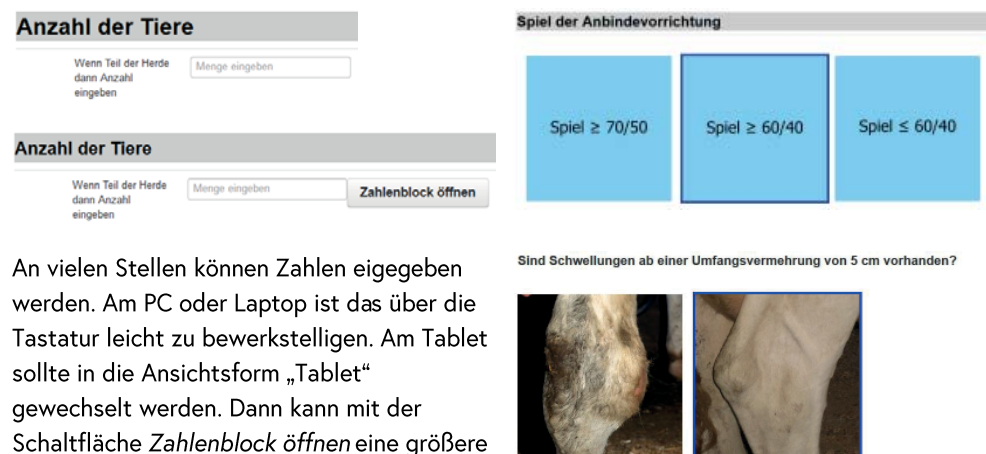 Anzahl der Tiere
Wenn Teil der Herde
dann Anzahl
eingeben
Menge eingeben
Anzahl der Tiere
Wenn Teil der Herde
dann Anzahl
eingeben
Menge eingeben
Zahlenblock öffnen
An vielen Stellen können Zahlen eigegeben
werden. Am PC oder Laptop ist das über die
Tastatur leicht zu bewerkstelligen. Am Tablet
sollte in die Ansichtsform „Tablet“
gewechselt werden. Dann kann mit der
Schaltfläche Zahlenblock öffnen eine größere
Spiel der Anbindevorrichtung
Spiel ≥ 70/50
Spiel ≥ 60/40
Spiel ≤ 60/40
Sind Schwellungen ab einer Umfangsvermehrung von 5 cm vorhanden?